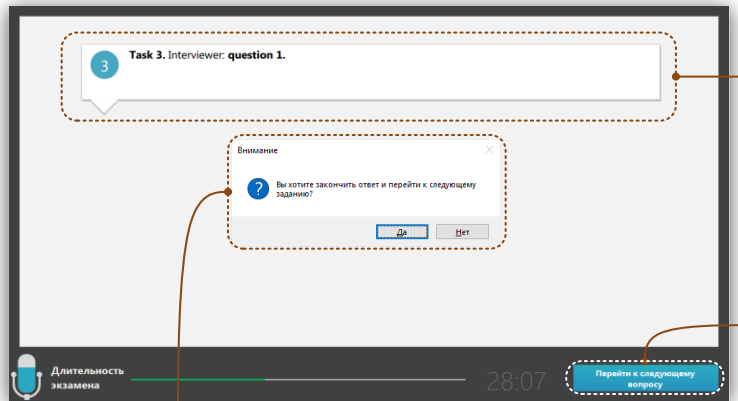 3
Task 3. Interviewer: question 1.
Внимание
?
Вы хотите закончить ответ и перейти к следующему
заданию?
Да
Нет
Длительность
экзамена
28:07
Перейти к следующему
вопросу